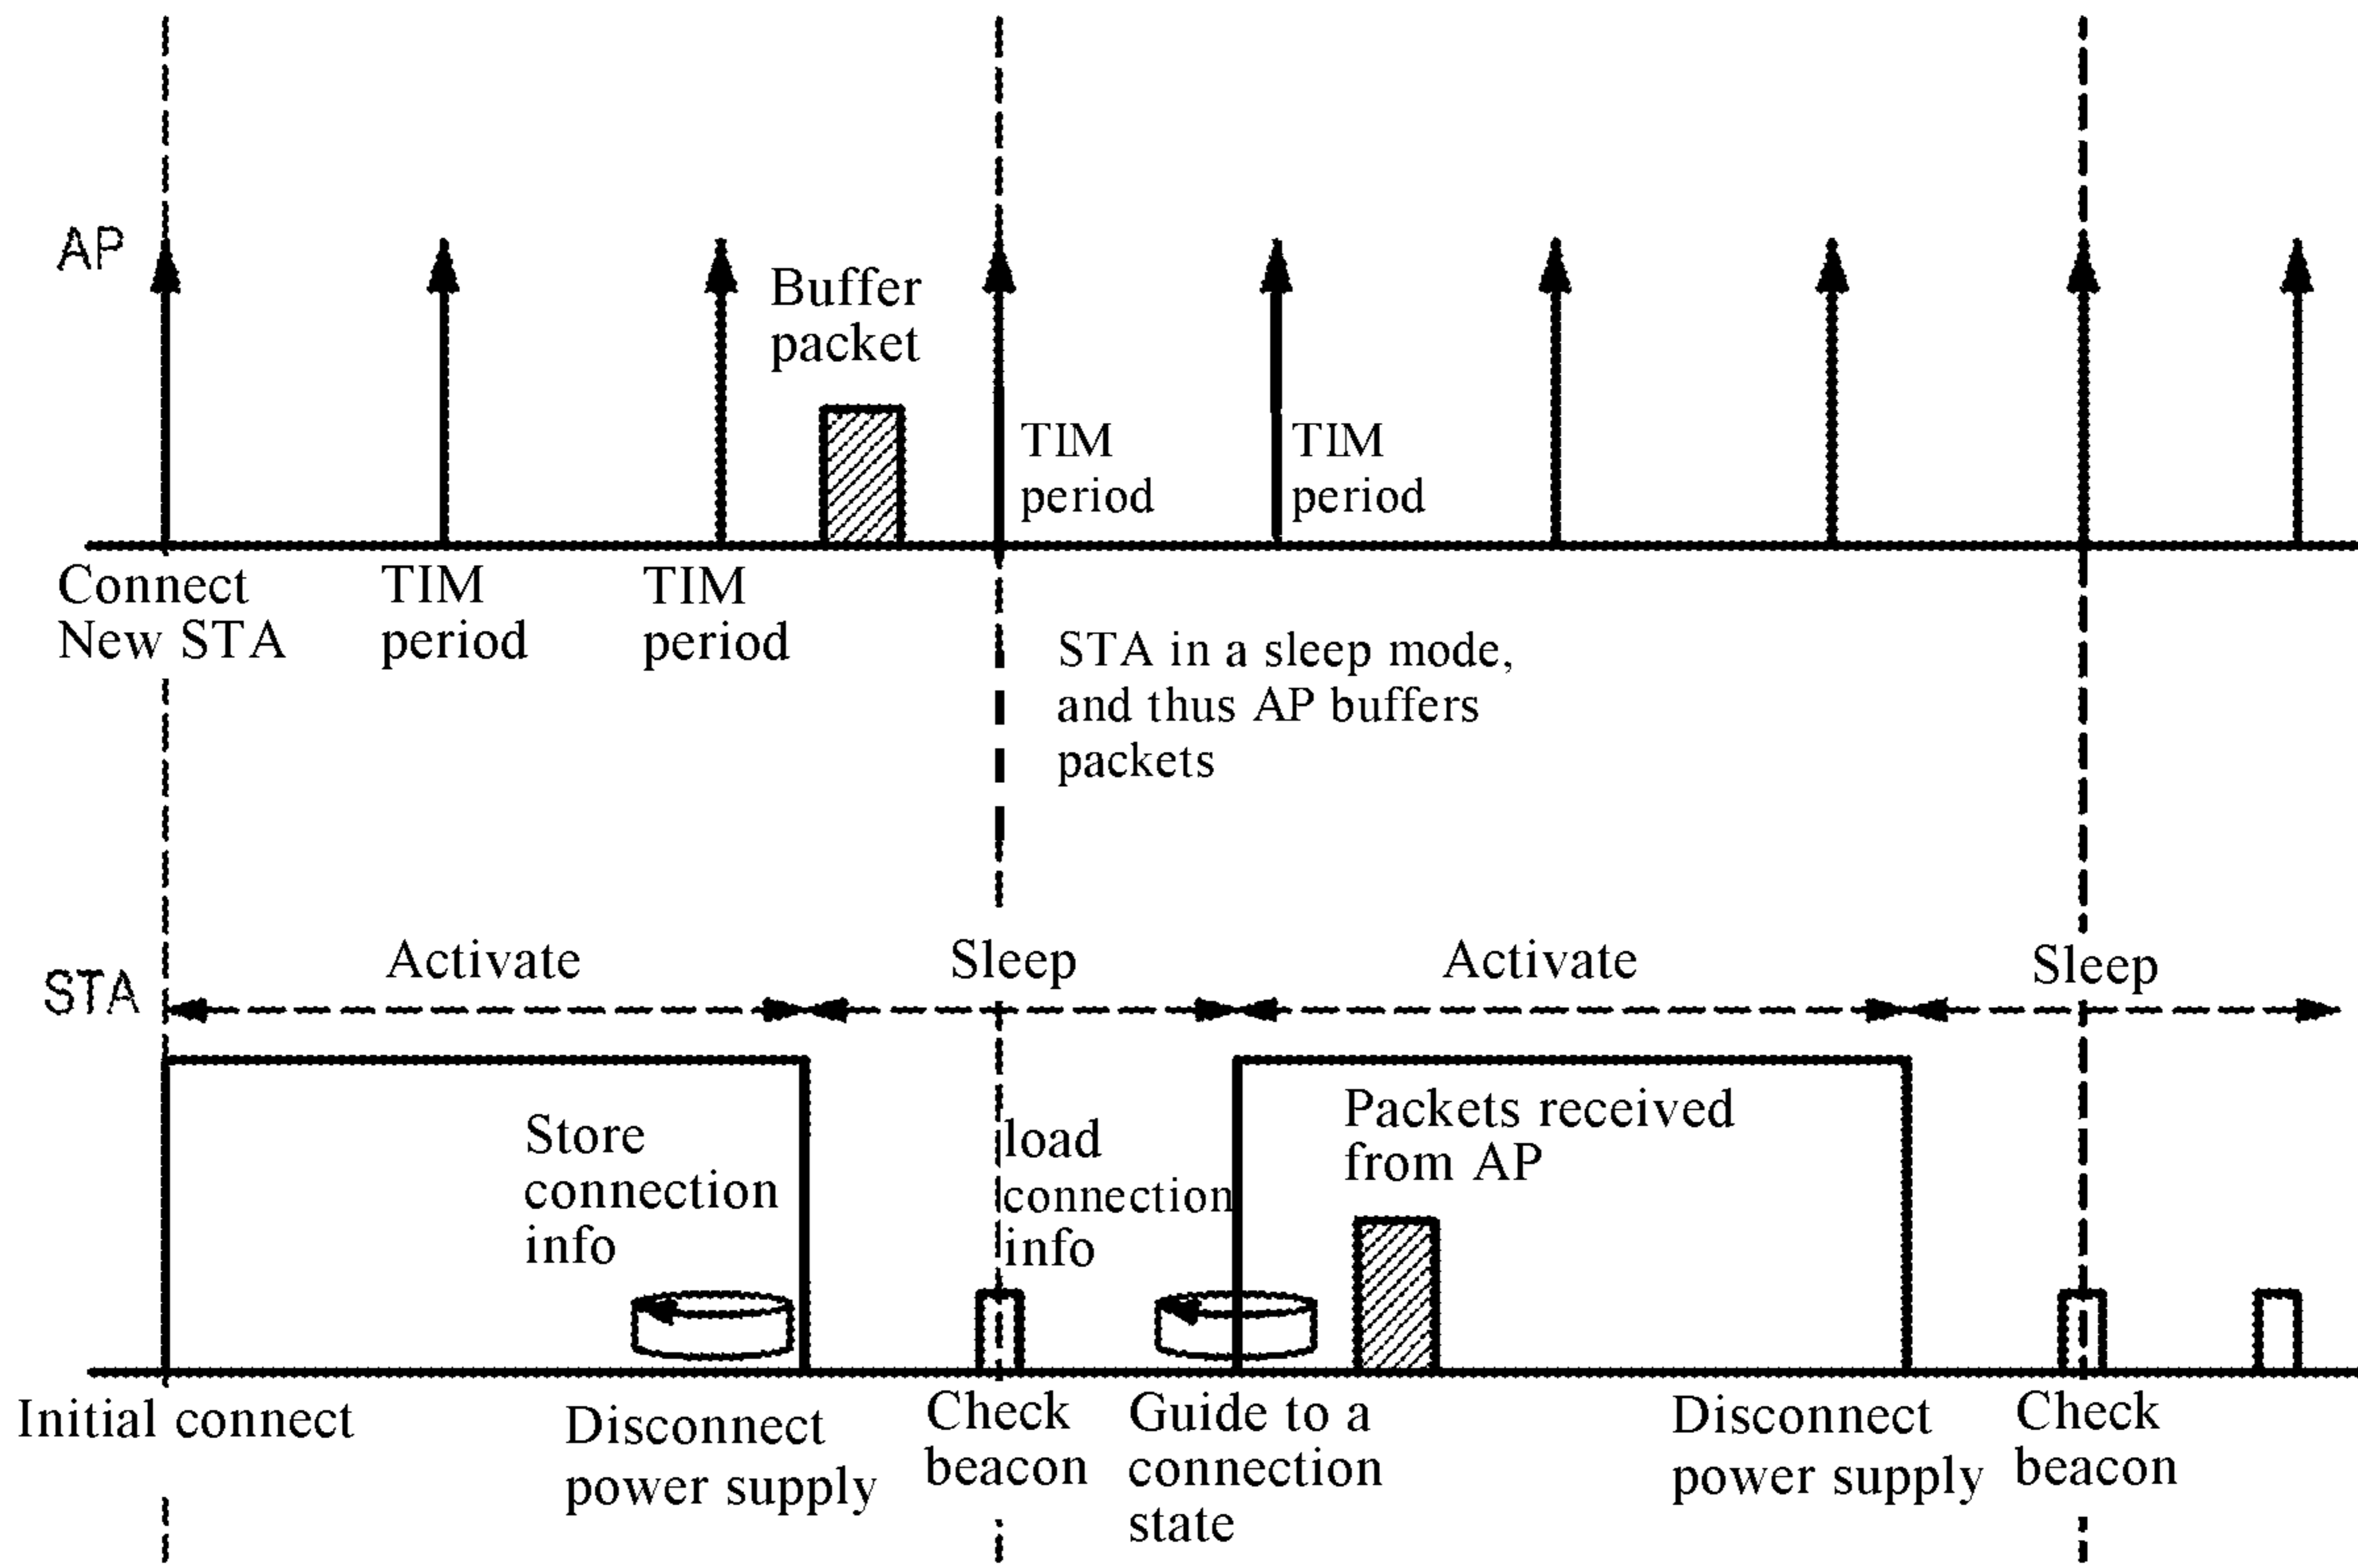 AP
Buffer
packet
TIM
period
TIM
period
Connect
New STA
TIM
period
TIM
period
STA in a sleep mode,
and thus AP buffers
packets
STA
Activate
Sleep
Activate
Sleep
Store
connection
info
load
connection
info
Packets received
from AP
Initial connect
Disconnect
power supply
Check
beacon
Guide to a
connection
state
Disconnect
power supply
Check
beacon